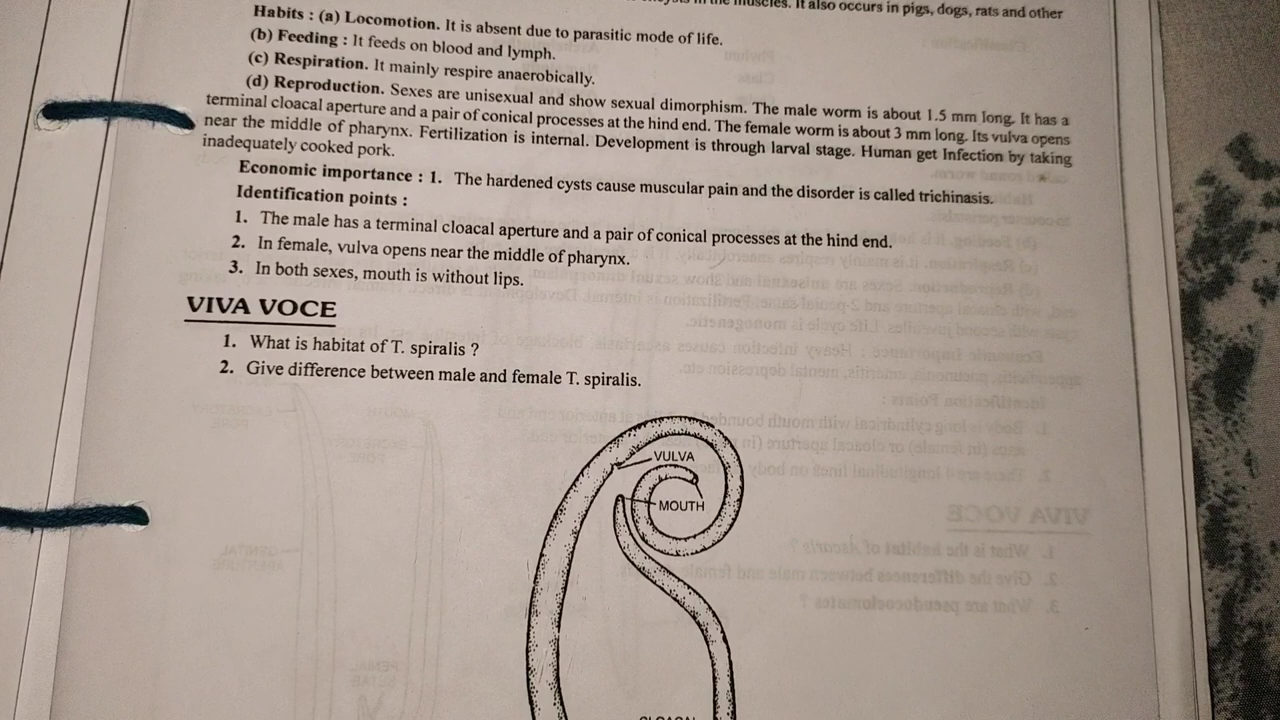 in the muscles. It also occurs in pigs, dogs, rats and other
Habits : (a) Locomotion. It is absent due to parasitic mode of life.
(b) Feeding : It feeds on blood and lymph.
(c) Respiration. It mainly respire anaerobically.
(d) Reproduction. Sexes are unisexual and show sexual dimorphism. The male worm is about 1.5 mm long. It has a
terminal cloacal aperture and a pair of conical processes at the hind end. The female worm is about 3 mm long. Its vulva opens
near the middle of pharynx. Fertilization is internal. Development is through larval stage. Human get Infection by taking
inadequately cooked pork.
Economic importance : 1. The hardened cysts cause muscular pain and the disorder is called trichinasis.
Identification points :
1. The male has a terminal cloacal aperture and a pair of conical processes at the hind end.
2. In female, vulva opens near the middle of pharynx.
3. In both sexes, mouth is without lips.
VIVA VOCE
1. What is habitat of T. spiralis ?
2. Give difference between male and female T. spiralis.
VULVA
MOUTH